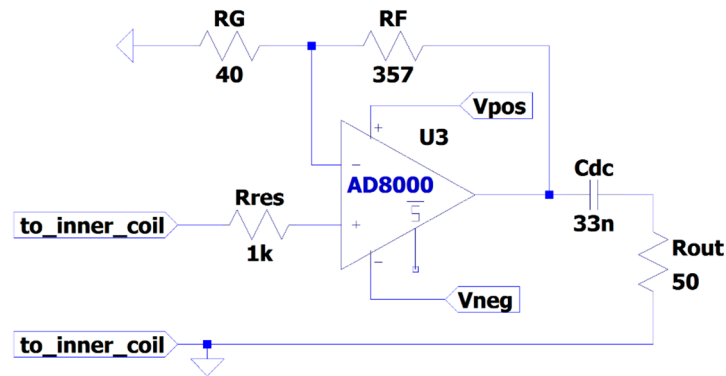 RG
RF
40
357
Vpos
U3
AD8000
Cdc
Rres
to_inner_coil
1k
33n
Rout
50
Vneg
to_inner_coil